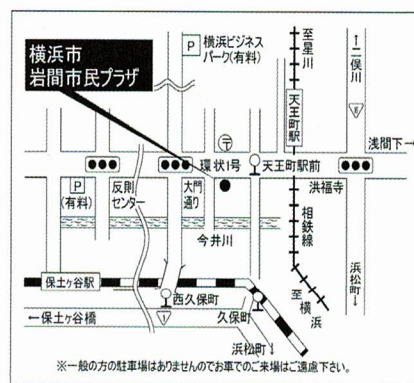 横浜市
岩間市民プラザ
P
横浜ビジネス
パーク(有料)
至星川
天王町駅
↑二俣川
16
浅間下→
〒
環状1号
天王町駅前
P
(有料)
反則
センター
大門
通り
洪福寺
今井川
相鉄線
浜松町↓
保土ヶ谷駅
西久保町
至横浜
←保土ヶ谷橋
1
久保町
浜松町↓
※一般の方の駐車場はありませんのでお車でのご来場はご遠慮下さい。